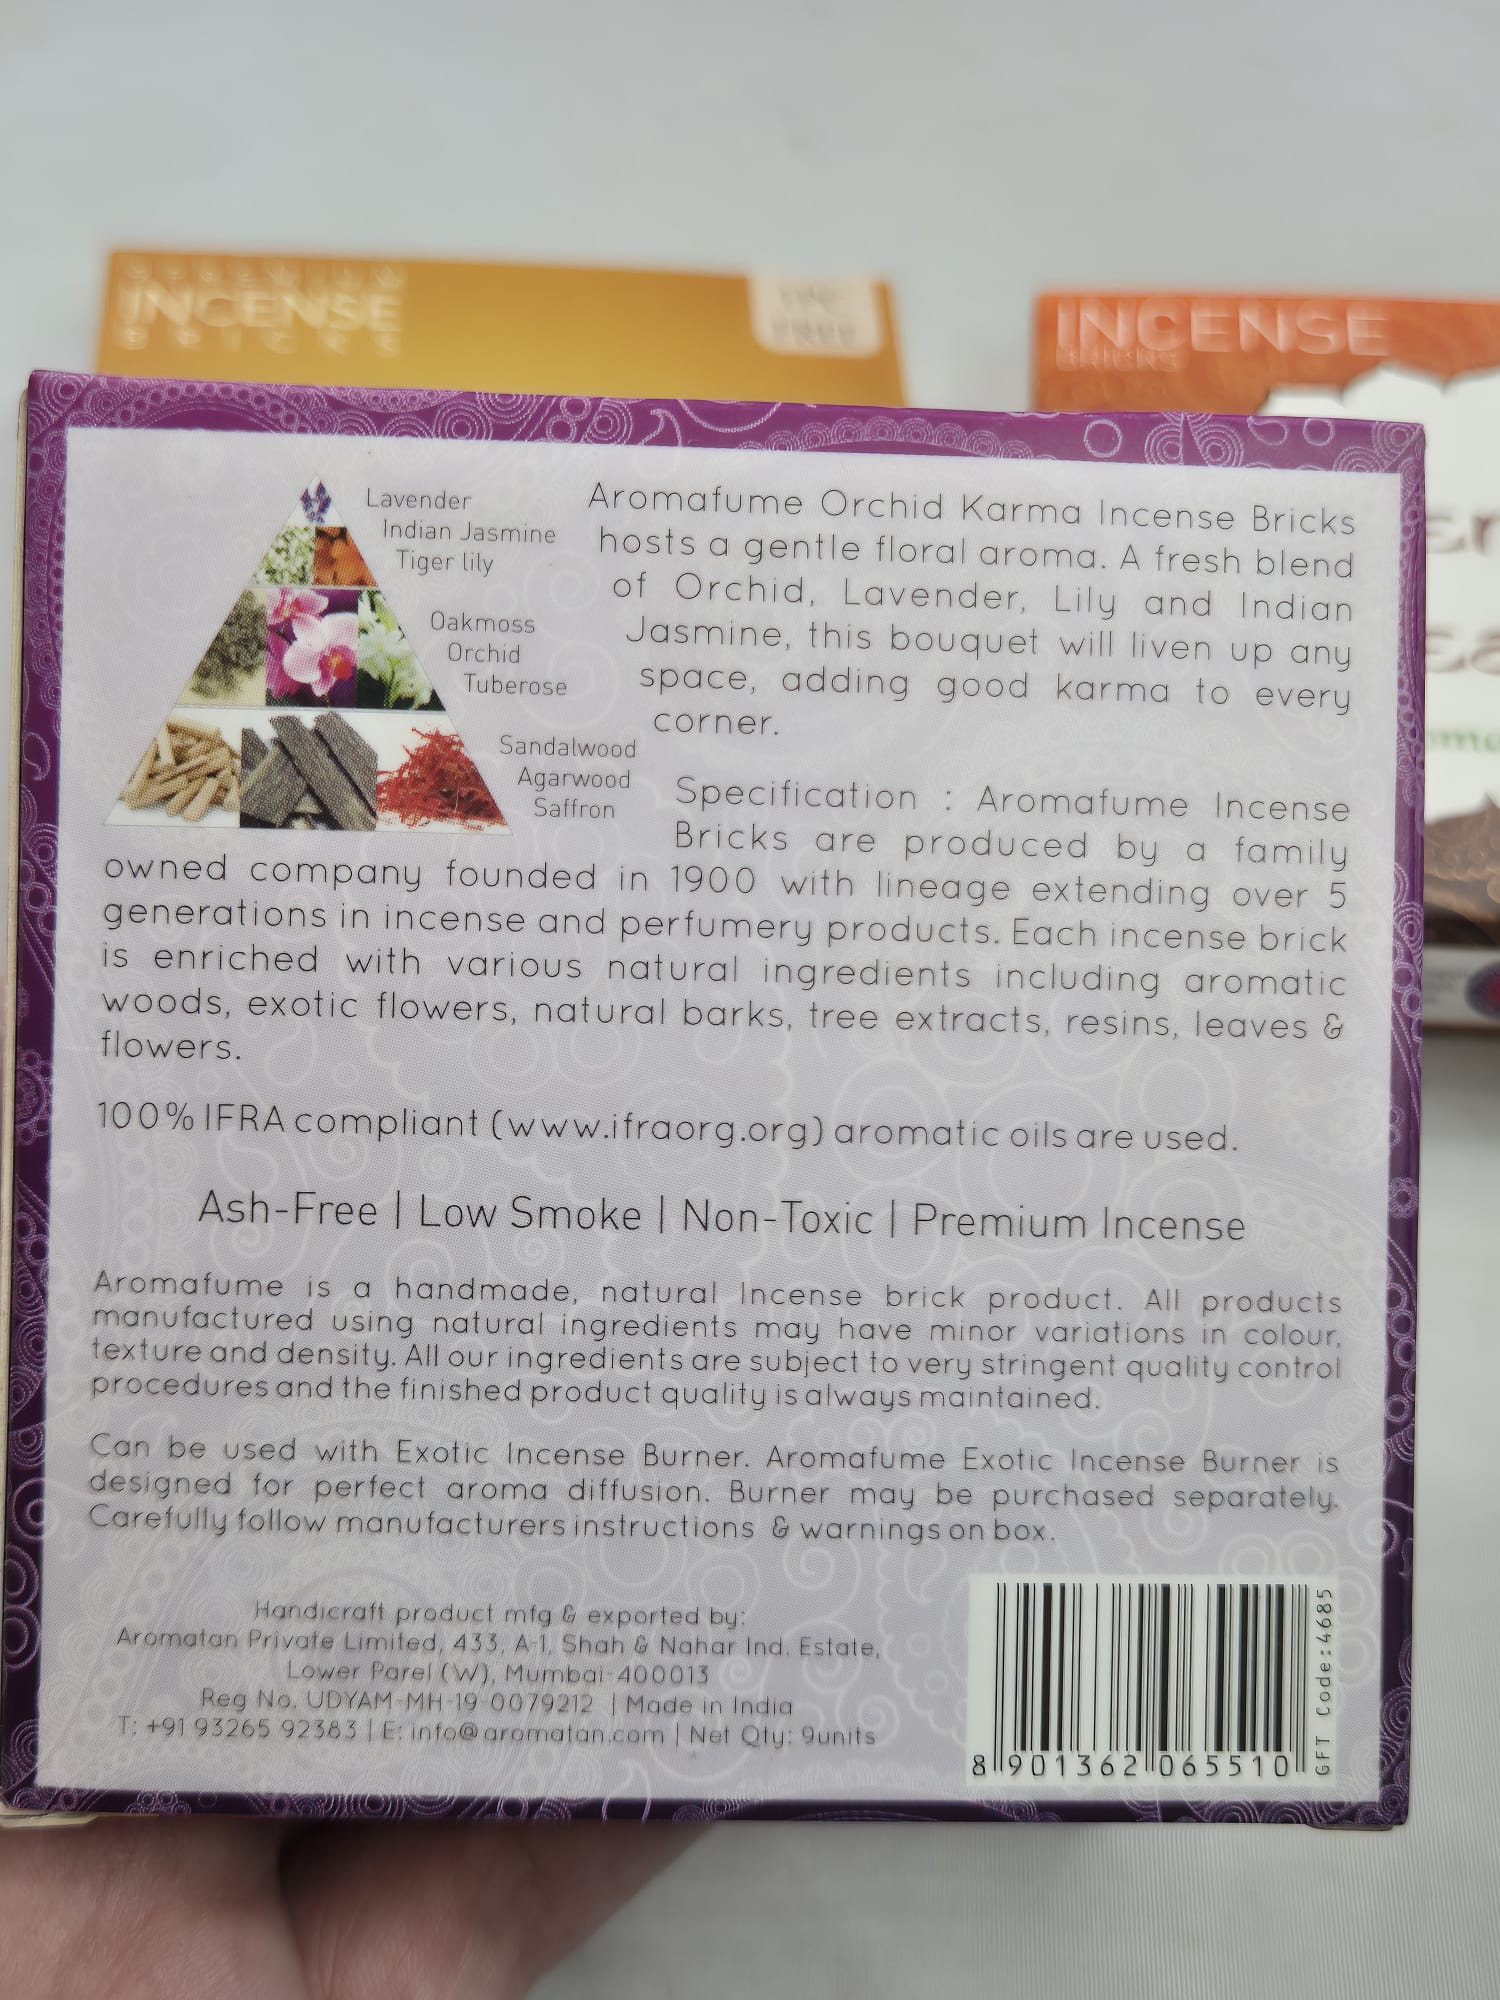 PREMIUM
INCENSE
BRICKS
FREE
INCENSE
BRICKS
Lavender
Indian Jasmine
Tiger lily
Oakmoss
Orchid
Tuberose
Sandalwood
Agarwood
Saffron
Aromafume Orchid Karma Incense Bricks
hosts a gentle floral aroma. A fresh blend
of Orchid, Lavender, Lily and Indian
Jasmine, this bouquet will liven up any
space, adding good karma to every
corner.
Specification : Aromafume Incense
Bricks are produced by a family
owned company founded in 1900 with lineage extending over 5
generations in incense and perfumery products. Each incense brick
is enriched with various natural ingredients including aromatic
woods, exotic flowers, natural barks, tree extracts, resins, leaves &
flowers.
100% IFRA compliant (www.ifraorg.org) aromatic oils are used.
Ash-Free | Low Smoke | Non-Toxic | Premium Incense
Aromafume is a handmade, natural Incense brick product. All products
manufactured using natural ingredients may have minor variations in colour,
texture and density. All our ingredients are subject to very stringent quality control
procedures and the finished product quality is always maintained.
Can be used with Exotic Incense Burner. Aromafume Exotic Incense Burner is
designed for perfect aroma diffusion. Burner may be purchased separately.
Carefully follow manufacturers instructions & warnings on box.
Handicraft product mfg & exported by:
Aromatan Private Limited, 433, A-1, Shah & Nahar Ind. Estate,
Lower Parel (W), Mumbai-400013
Reg No. UDYAM-MH-19-0079212 | Made in India
T: +91 93265 92383 | E: info@aromatan.com | Net Qty: 9units
8 901362 065510
GFT Code:4685